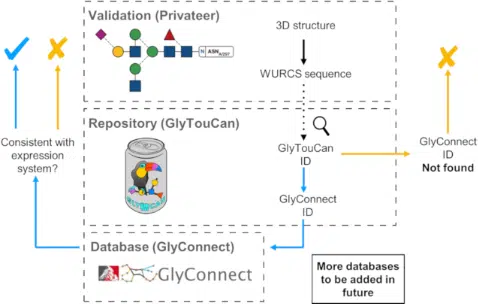 Validation (Privateer)
3D structure
N
WURCS sequence
Repository (GlyTouCan)
Consistent with
expression
system?
GlyTouCan
ID
GlyConnect
ID
Not found
GLYTOUCAN
GlyConnect
ID
Database (GlyConnect)
GlyConnect
More databases
to be added in
future